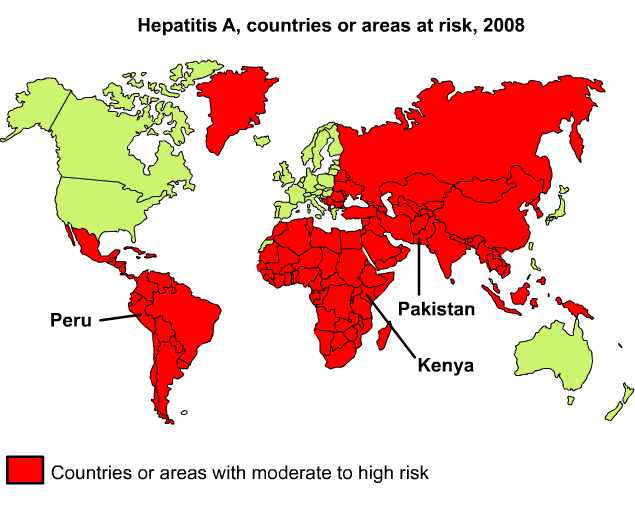 Hepatitis A, countries or areas at risk, 2008
Pakistan
Peru
Kenya
Countries or areas with moderate to high risk